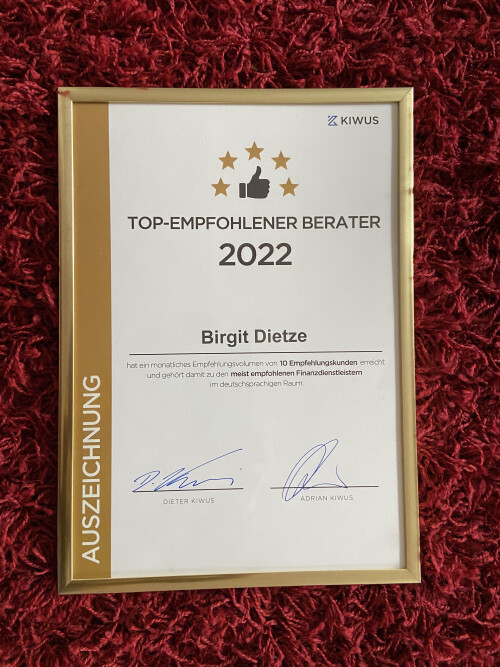 KIWUS
TOP-EMPFOHLENER BERATER
2022
Birgit Dietze
hat ein monatliches Empfehlungsvolumen von 10 Empfehlungskunden erreicht
und gehört damit zu den meist empfohlenen Finanzdienstleistern
im deutschsprachigen Raum.
DIETER KIWUS
ADRIAN KIWUS
AUSZEICHNUNG